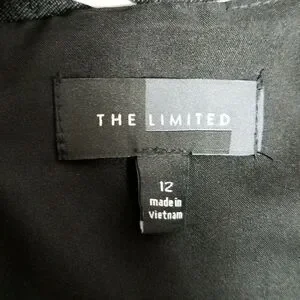 THE LIMITED
12
made in
vietnam